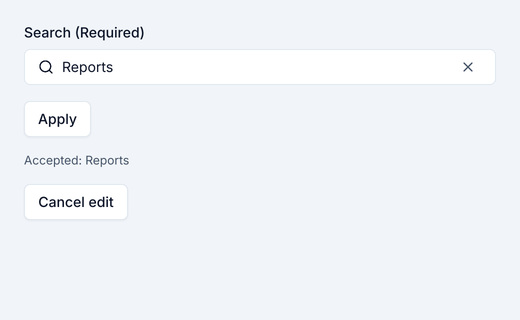 Search (Required)
Reports
Apply
Accepted: Reports
Cancel edit